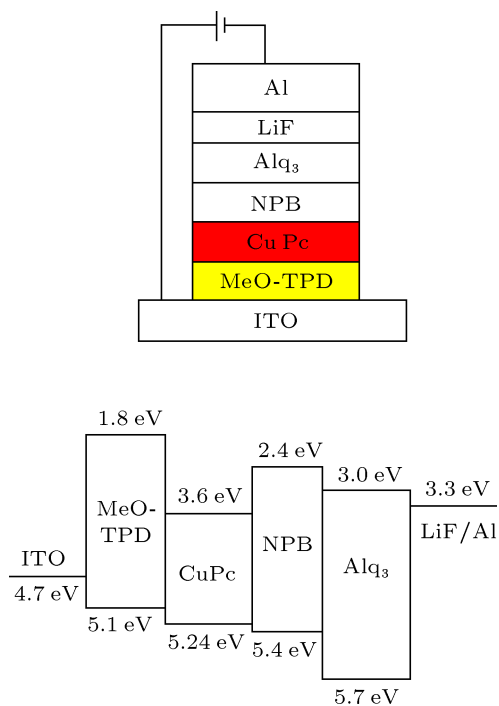 Al
LiF
Alq₃
NPB
Cu Pc
MeO-TPD
ITO
1.8 eV
2.4 eV
3.0 eV
3.6 eV
3.3 eV
MeO-
TPD
LiF/Al
NPB
ITO
CuPc
Alq₃
4.7 eV
5.1 eV
5.24 eV
5.4 eV
5.7 eV